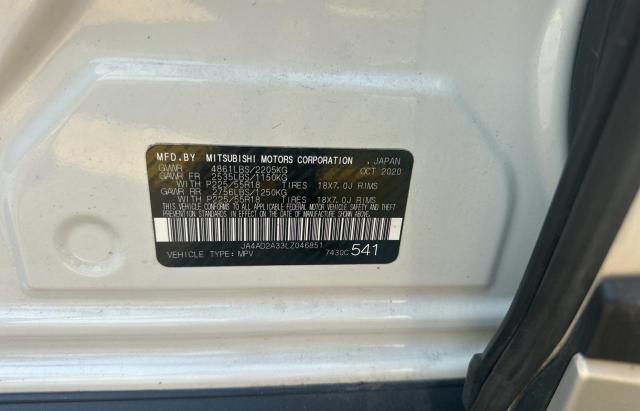 MFD.BY MITSUBISHI MOTORS CORPORATION , JAPAN
GVWR 4861LBS/2205KG OCT 2020
GAWR FR 2535LBS/1150KG
WITH P225/55R18 TIRES 18X7.0J RIMS
GAWR RR 2756LBS/1250KG
WITH P225/55R18 TIRES 18X7.0J RIMS
THIS VEHICLE CONFORMS TO ALL APPLICABLE FEDERAL MOTOR VEHICLE SAFETY
AND THEFT PREVENTION STANDARDS IN EFFECT ON THE DATE OF MANUFACTURE SHOWN ABOVE.
JA4AD2A33LZ046851
VEHICLE TYPE: MPV 7430C 541